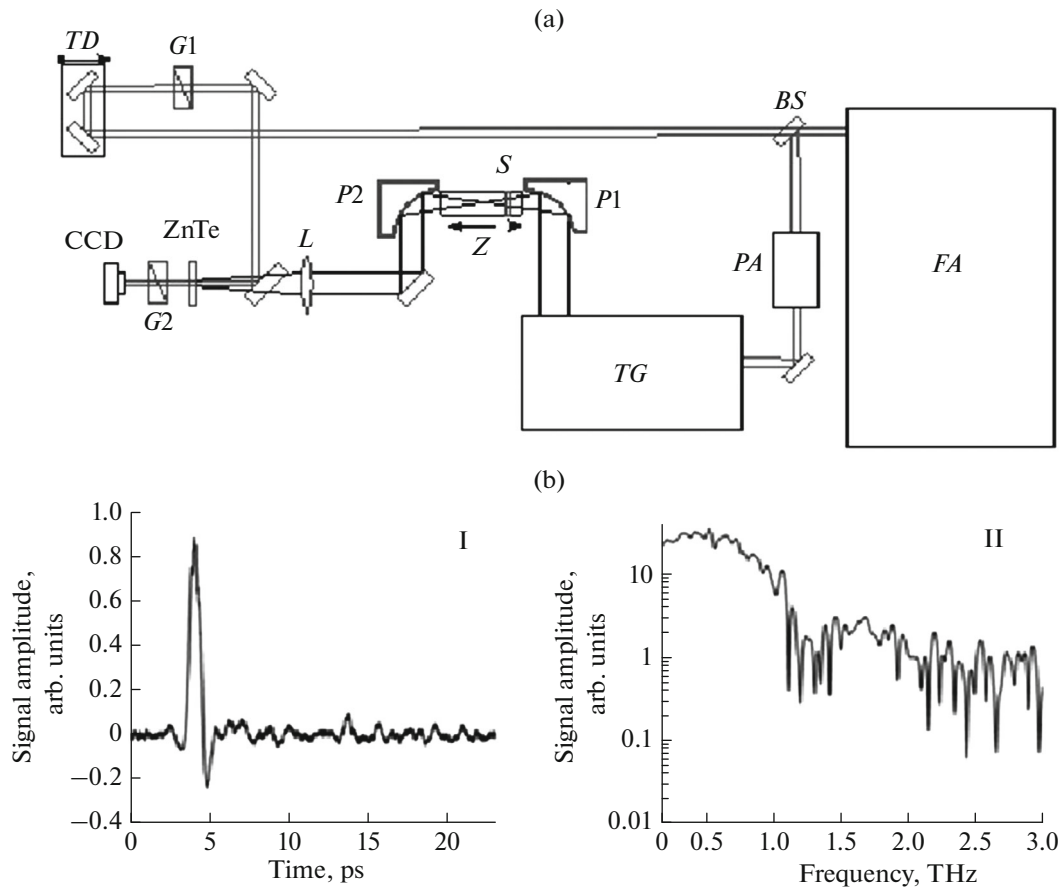 (a)
TD
G1
BS
S
P2
P1
ZnTe
CCD
L
Z
PA
FA
G2
TG
(b)
1.0
0.8
0.6
0.4
0.2
0
−0.2
−0.4
I
Signal amplitude,
arb. units
0 5 10 15 20
Time, ps
II
10
1
0.1
0.01
Signal amplitude,
arb. units
0 0.5 1.0 1.5 2.0 2.5 3.0
Frequency, THz